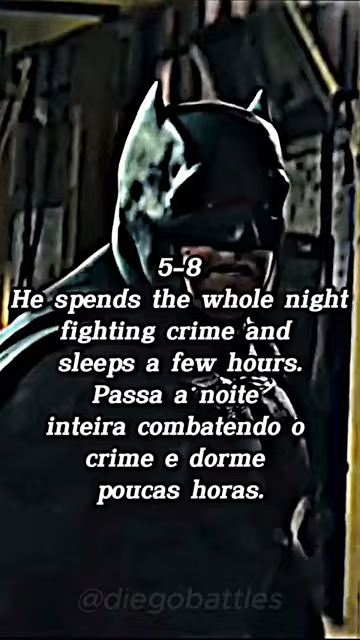 5-8
He spends the whole night
fighting crime and
sleeps a few hours.
Passa a noite
inteira combatendo o
crime e dorme
poucas horas.
@diegobattles